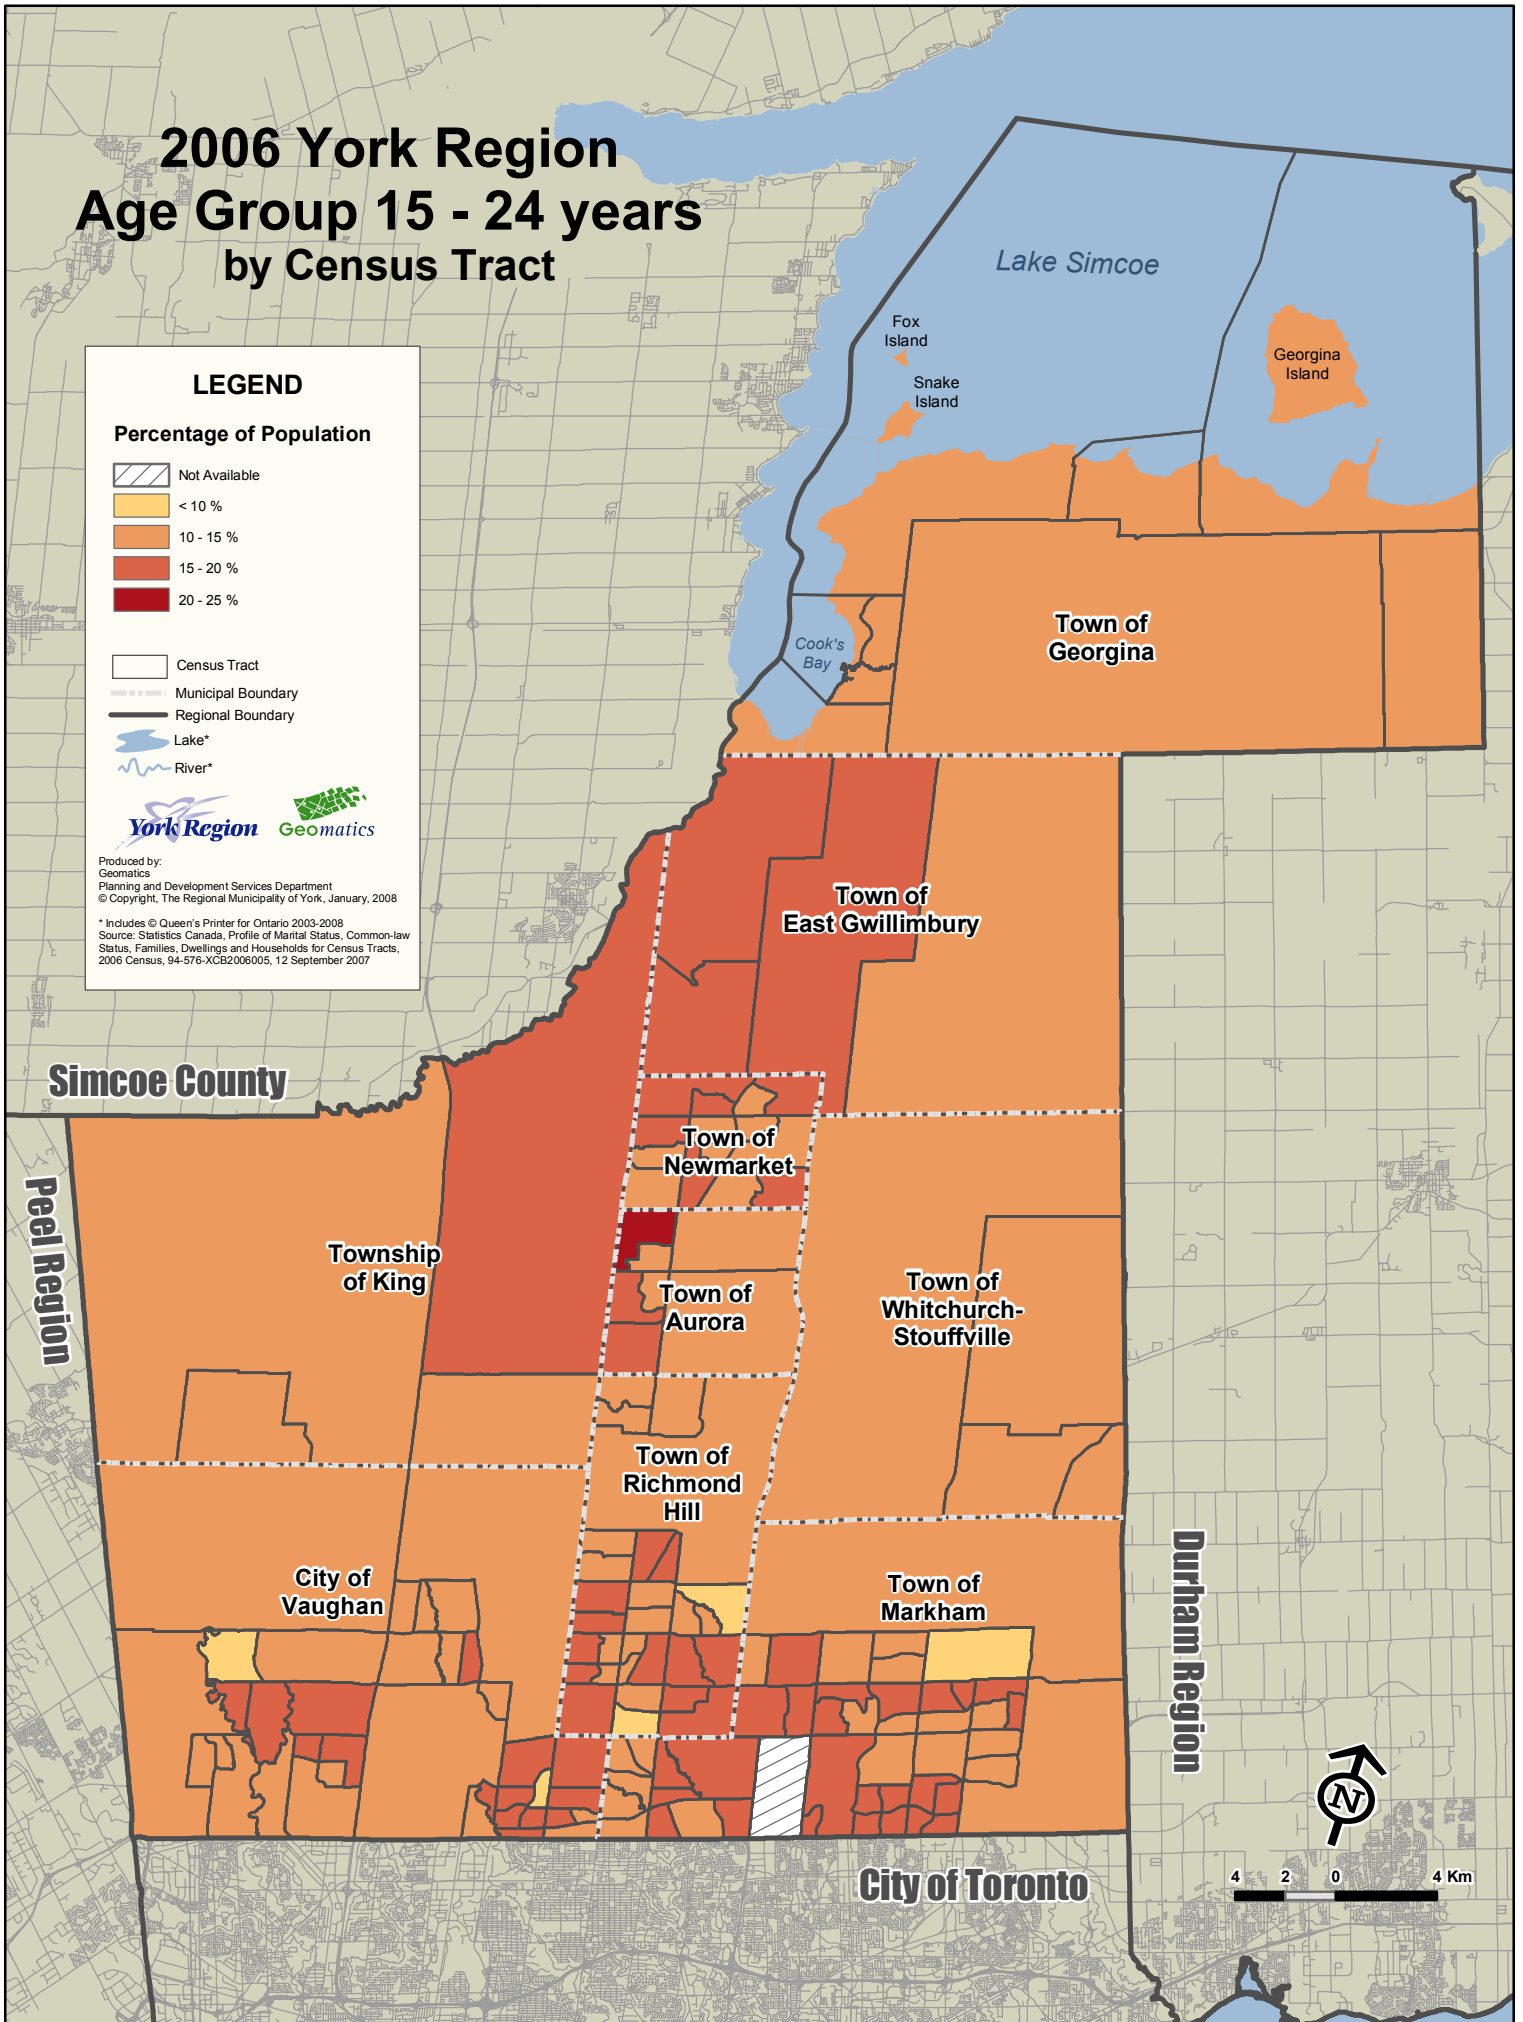 2006 York Region
Age Group 15 - 24 years
by Census Tract
LEGEND
Percentage of Population
Not Available
< 10 %
10 - 15 %
15 - 20 %
20 - 25 %
Census Tract
Municipal Boundary
Regional Boundary
Lake*
River*
York Region
Geomatics
Produced by:
Geomatics
Planning and Development Services Department
© Copyright, The Regional Municipality of York, January, 2008
* Includes © Queen's Printer for Ontario 2003-2008
Source: Statistics Canada, Profile of Marital Status, Common-law
Status, Families, Dwellings and Households for Census Tracts,
2006 Census, 94-576-XCB2006005, 12 September 2007
Lake Simcoe
Fox
Island
Snake
Island
Georgina
Island
Cook's
Bay
Town of
Georgina
Town of
East Gwillimbury
Simcoe County
Peel Region
Town of
Newmarket
Township
of King
Town of
Aurora
Town of
Whitchurch-
Stouffville
Town of
Richmond
Hill
City of
Vaughan
Town of
Markham
Durham Region
City of Toronto
N
4 2 0 4 Km